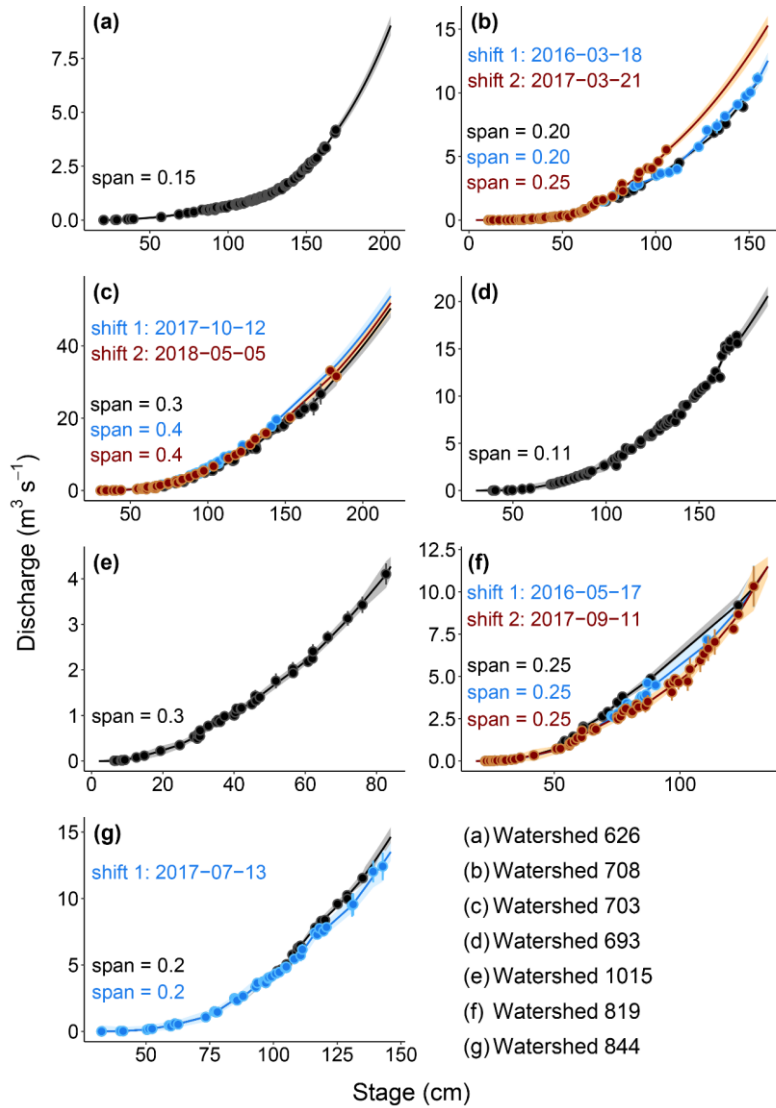 (a)
7.5
5.0
2.5
0.0
span = 0.15
50 100 150 200
(b)
shift 1: 2016−03−18
shift 2: 2017−03−21
span = 0.20
span = 0.20
span = 0.25
15
10
5
0
0 50 100 150
(c)
shift 1: 2017−10−12
shift 2: 2018−05−05
span = 0.3
span = 0.4
span = 0.4
40
20
0
50 100 150 200
(d)
20
15
10
5
0
span = 0.11
50 100 150
(e)
4
3
2
1
0
span = 0.3
0 20 40 60 80
(f)
shift 1: 2016−05−17
shift 2: 2017−09−11
span = 0.25
span = 0.25
span = 0.25
12.5
10.0
7.5
5.0
2.5
0.0
50 100
(g)
shift 1: 2017−07−13
span = 0.2
span = 0.2
15
10
5
0
50 75 100 125 150
Discharge (m³ s⁻¹)
Stage (cm)
(a) Watershed 626
(b) Watershed 708
(c) Watershed 703
(d) Watershed 693
(e) Watershed 1015
(f) Watershed 819
(g) Watershed 844